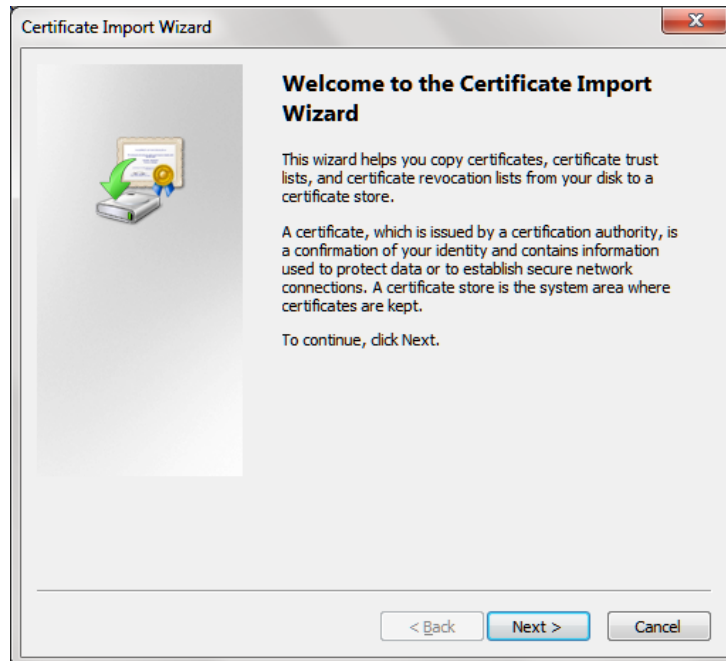 Certificate Import Wizard
X
Welcome to the Certificate Import
Wizard
This wizard helps you copy certificates, certificate trust
lists, and certificate revocation lists from your disk to a
certificate store.
A certificate, which is issued by a certification authority, is
a confirmation of your identity and contains information
used to protect data or to establish secure network
connections. A certificate store is the system area where
certificates are kept.
To continue, click Next.
< Back
Next >
Cancel